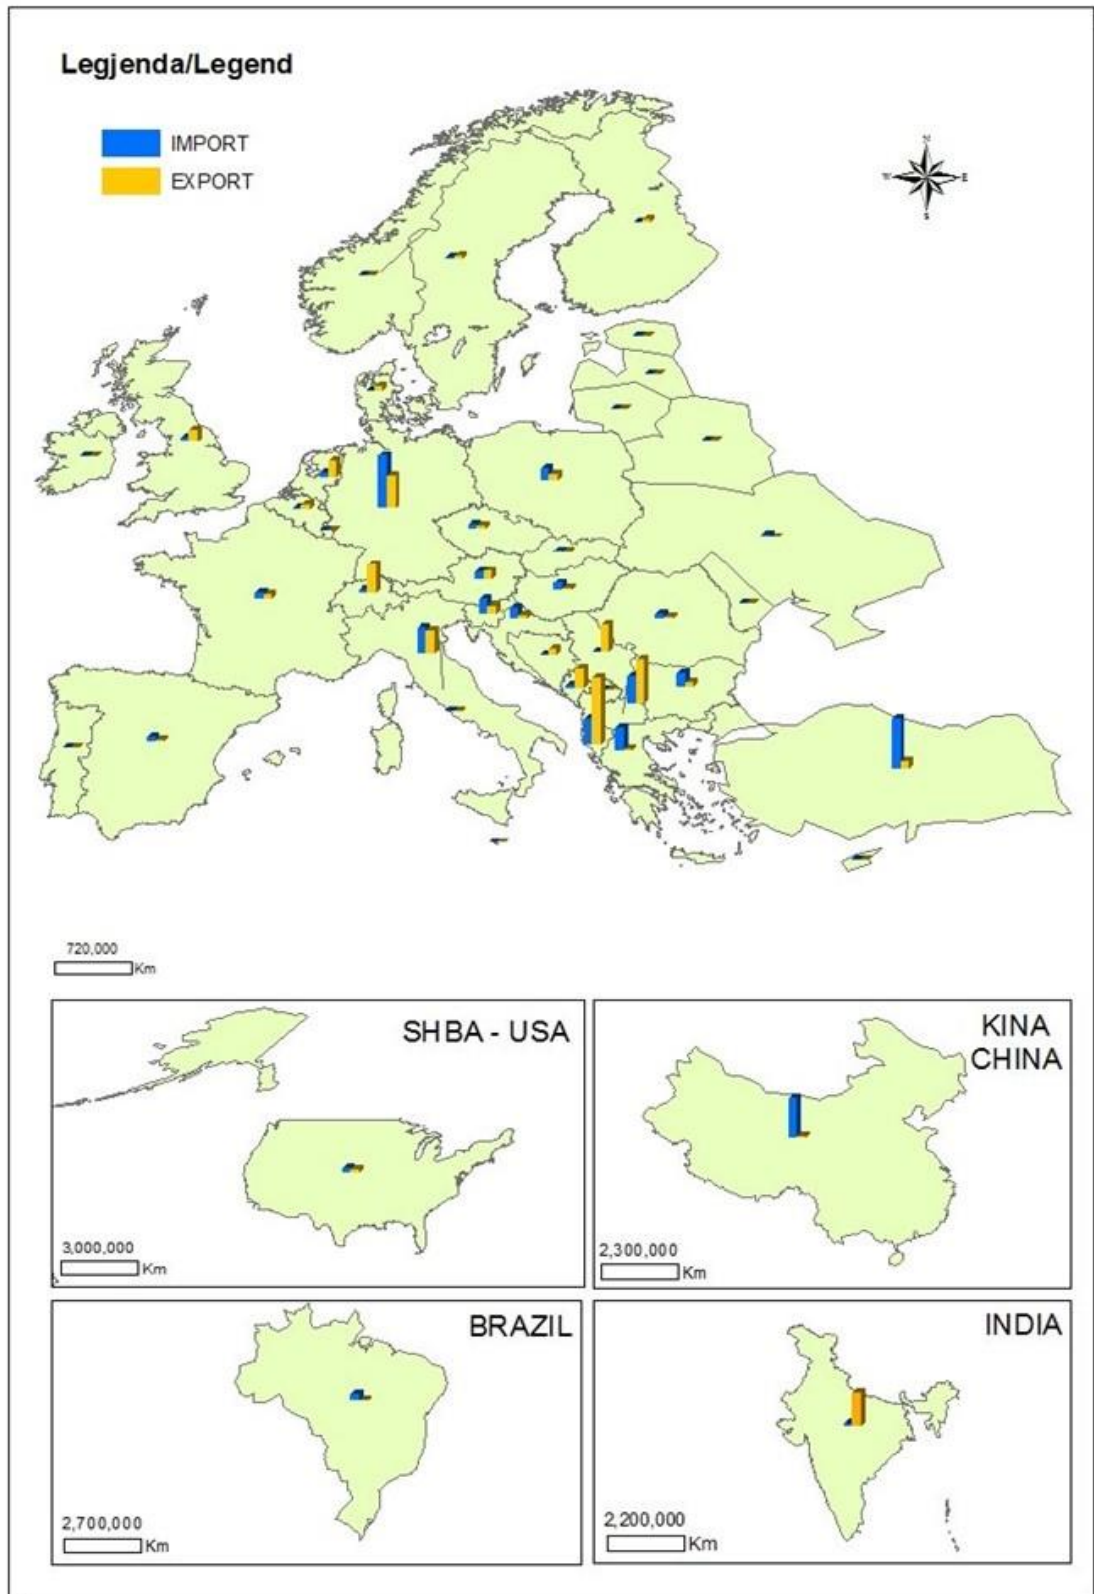 Legjenda/Legend
IMPORT
EXPORT
N
W
E
S
720,000
Km
SHBA - USA
3,000,000
Km
KINA
CHINA
2,300,000
Km
BRAZIL
2,700,000
Km
INDIA
2,200,000
Km